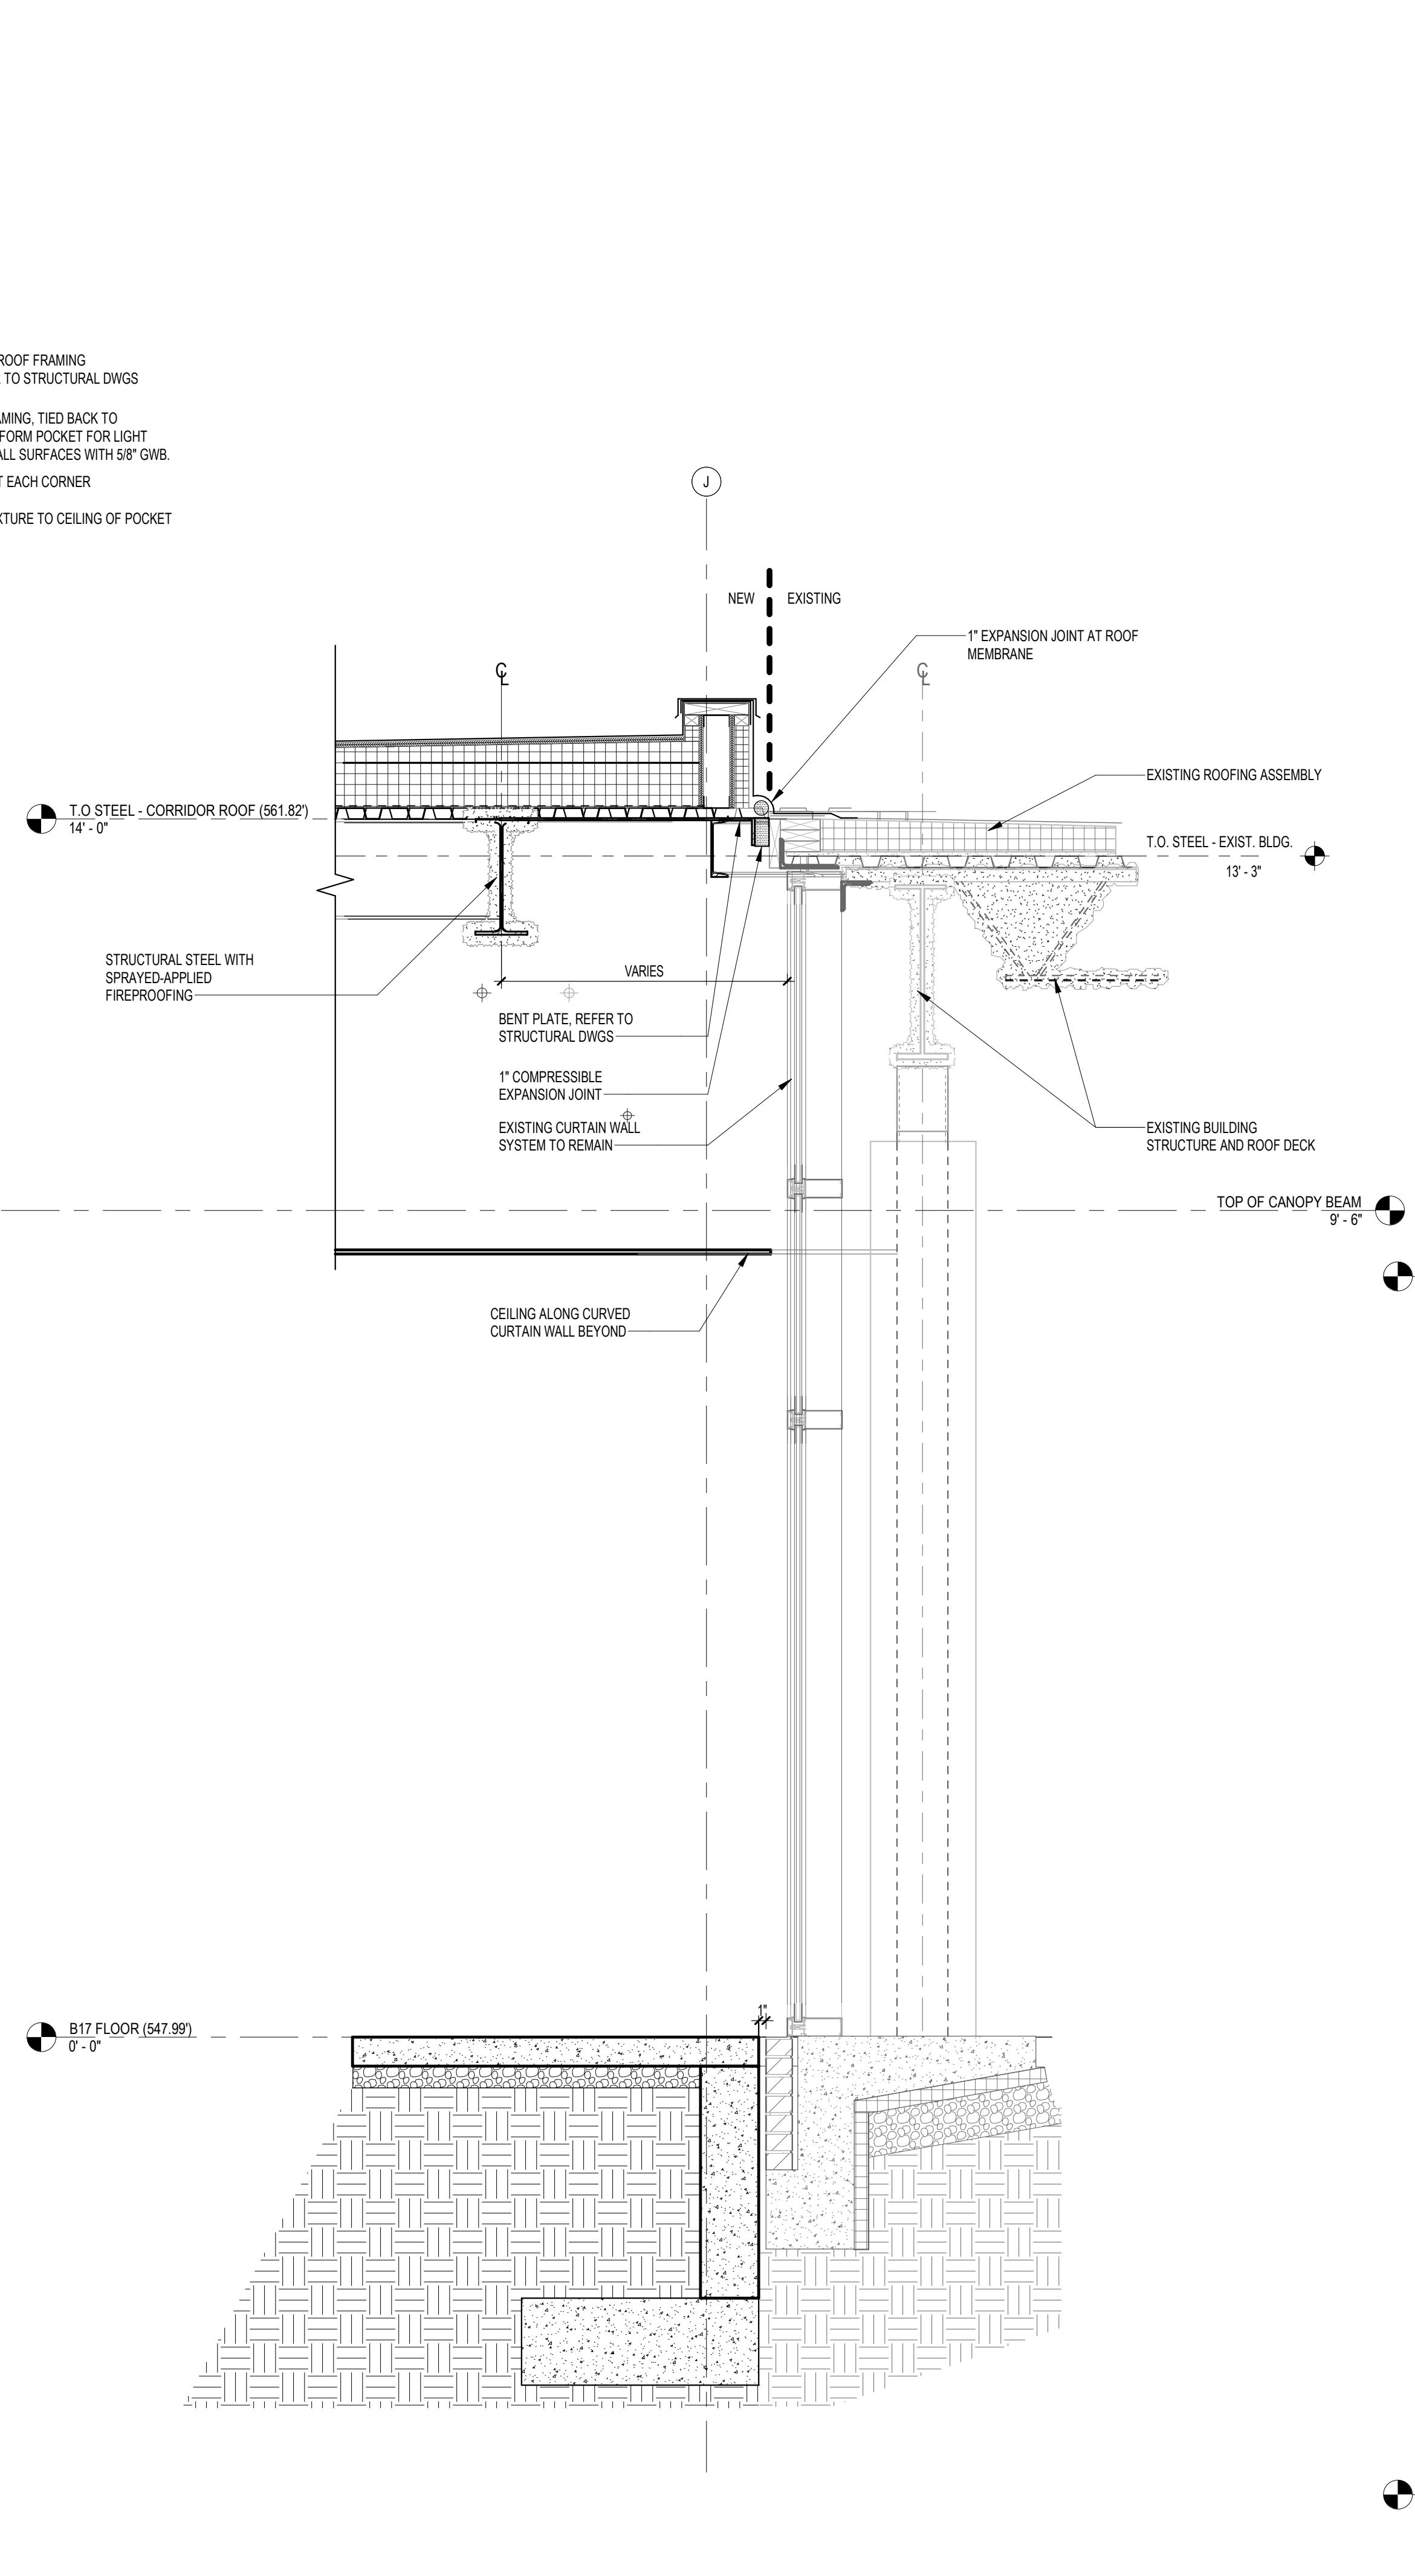 ROOF FRAMING
TO STRUCTURAL DWGS
TIED BACK TO
FORM POCKET FOR LIGHT
ALL SURFACES WITH 5/8" GWB.
EACH CORNER
TO CEILING OF POCKET
J
NEW
EXISTING
1" EXPANSION JOINT AT ROOF
MEMBRANE
CL
CL
EXISTING ROOFING ASSEMBLY
T.O STEEL - CORRIDOR ROOF (561.82')
14' - 0"
T.O. STEEL - EXIST. BLDG.
13' - 3"
STRUCTURAL STEEL WITH
SPRAYED-APPLIED
FIREPROOFING
VARIES
BENT PLATE, REFER TO
STRUCTURAL DWGS
1" COMPRESSIBLE
EXPANSION JOINT
EXISTING CURTAIN WALL
SYSTEM TO REMAIN
EXISTING BUILDING
STRUCTURE AND ROOF DECK
TOP OF CANOPY BEAM
9' - 6"
CEILING ALONG CURVED
CURTAIN WALL BEYOND
1"
B17 FLOOR (547.99')
0' - 0"